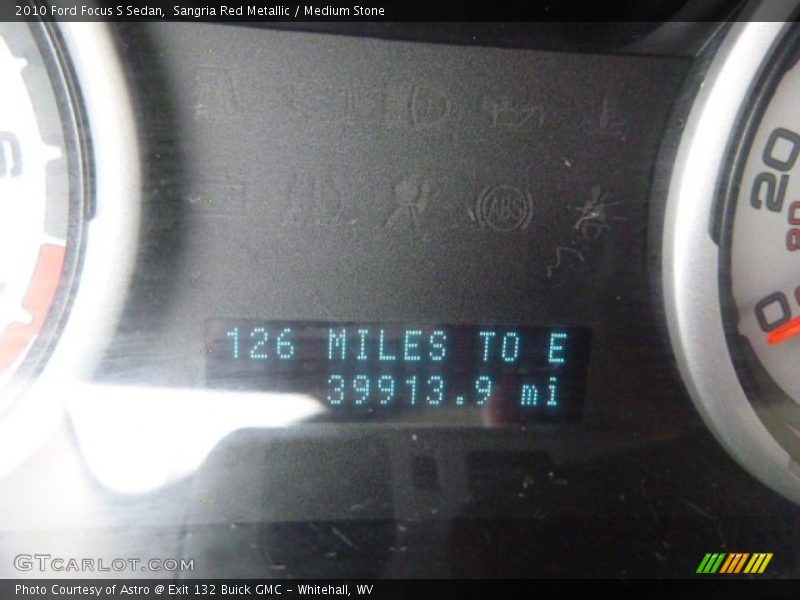 2010 Ford Focus S Sedan, Sangria Red Metallic / Medium Stone
ABS
20
0
126 MILES TO E
39913.9 mi
GTCARLOT.COM
Photo Courtesy of Astro @ Exit 132 Buick GMC - Whitehall, WV